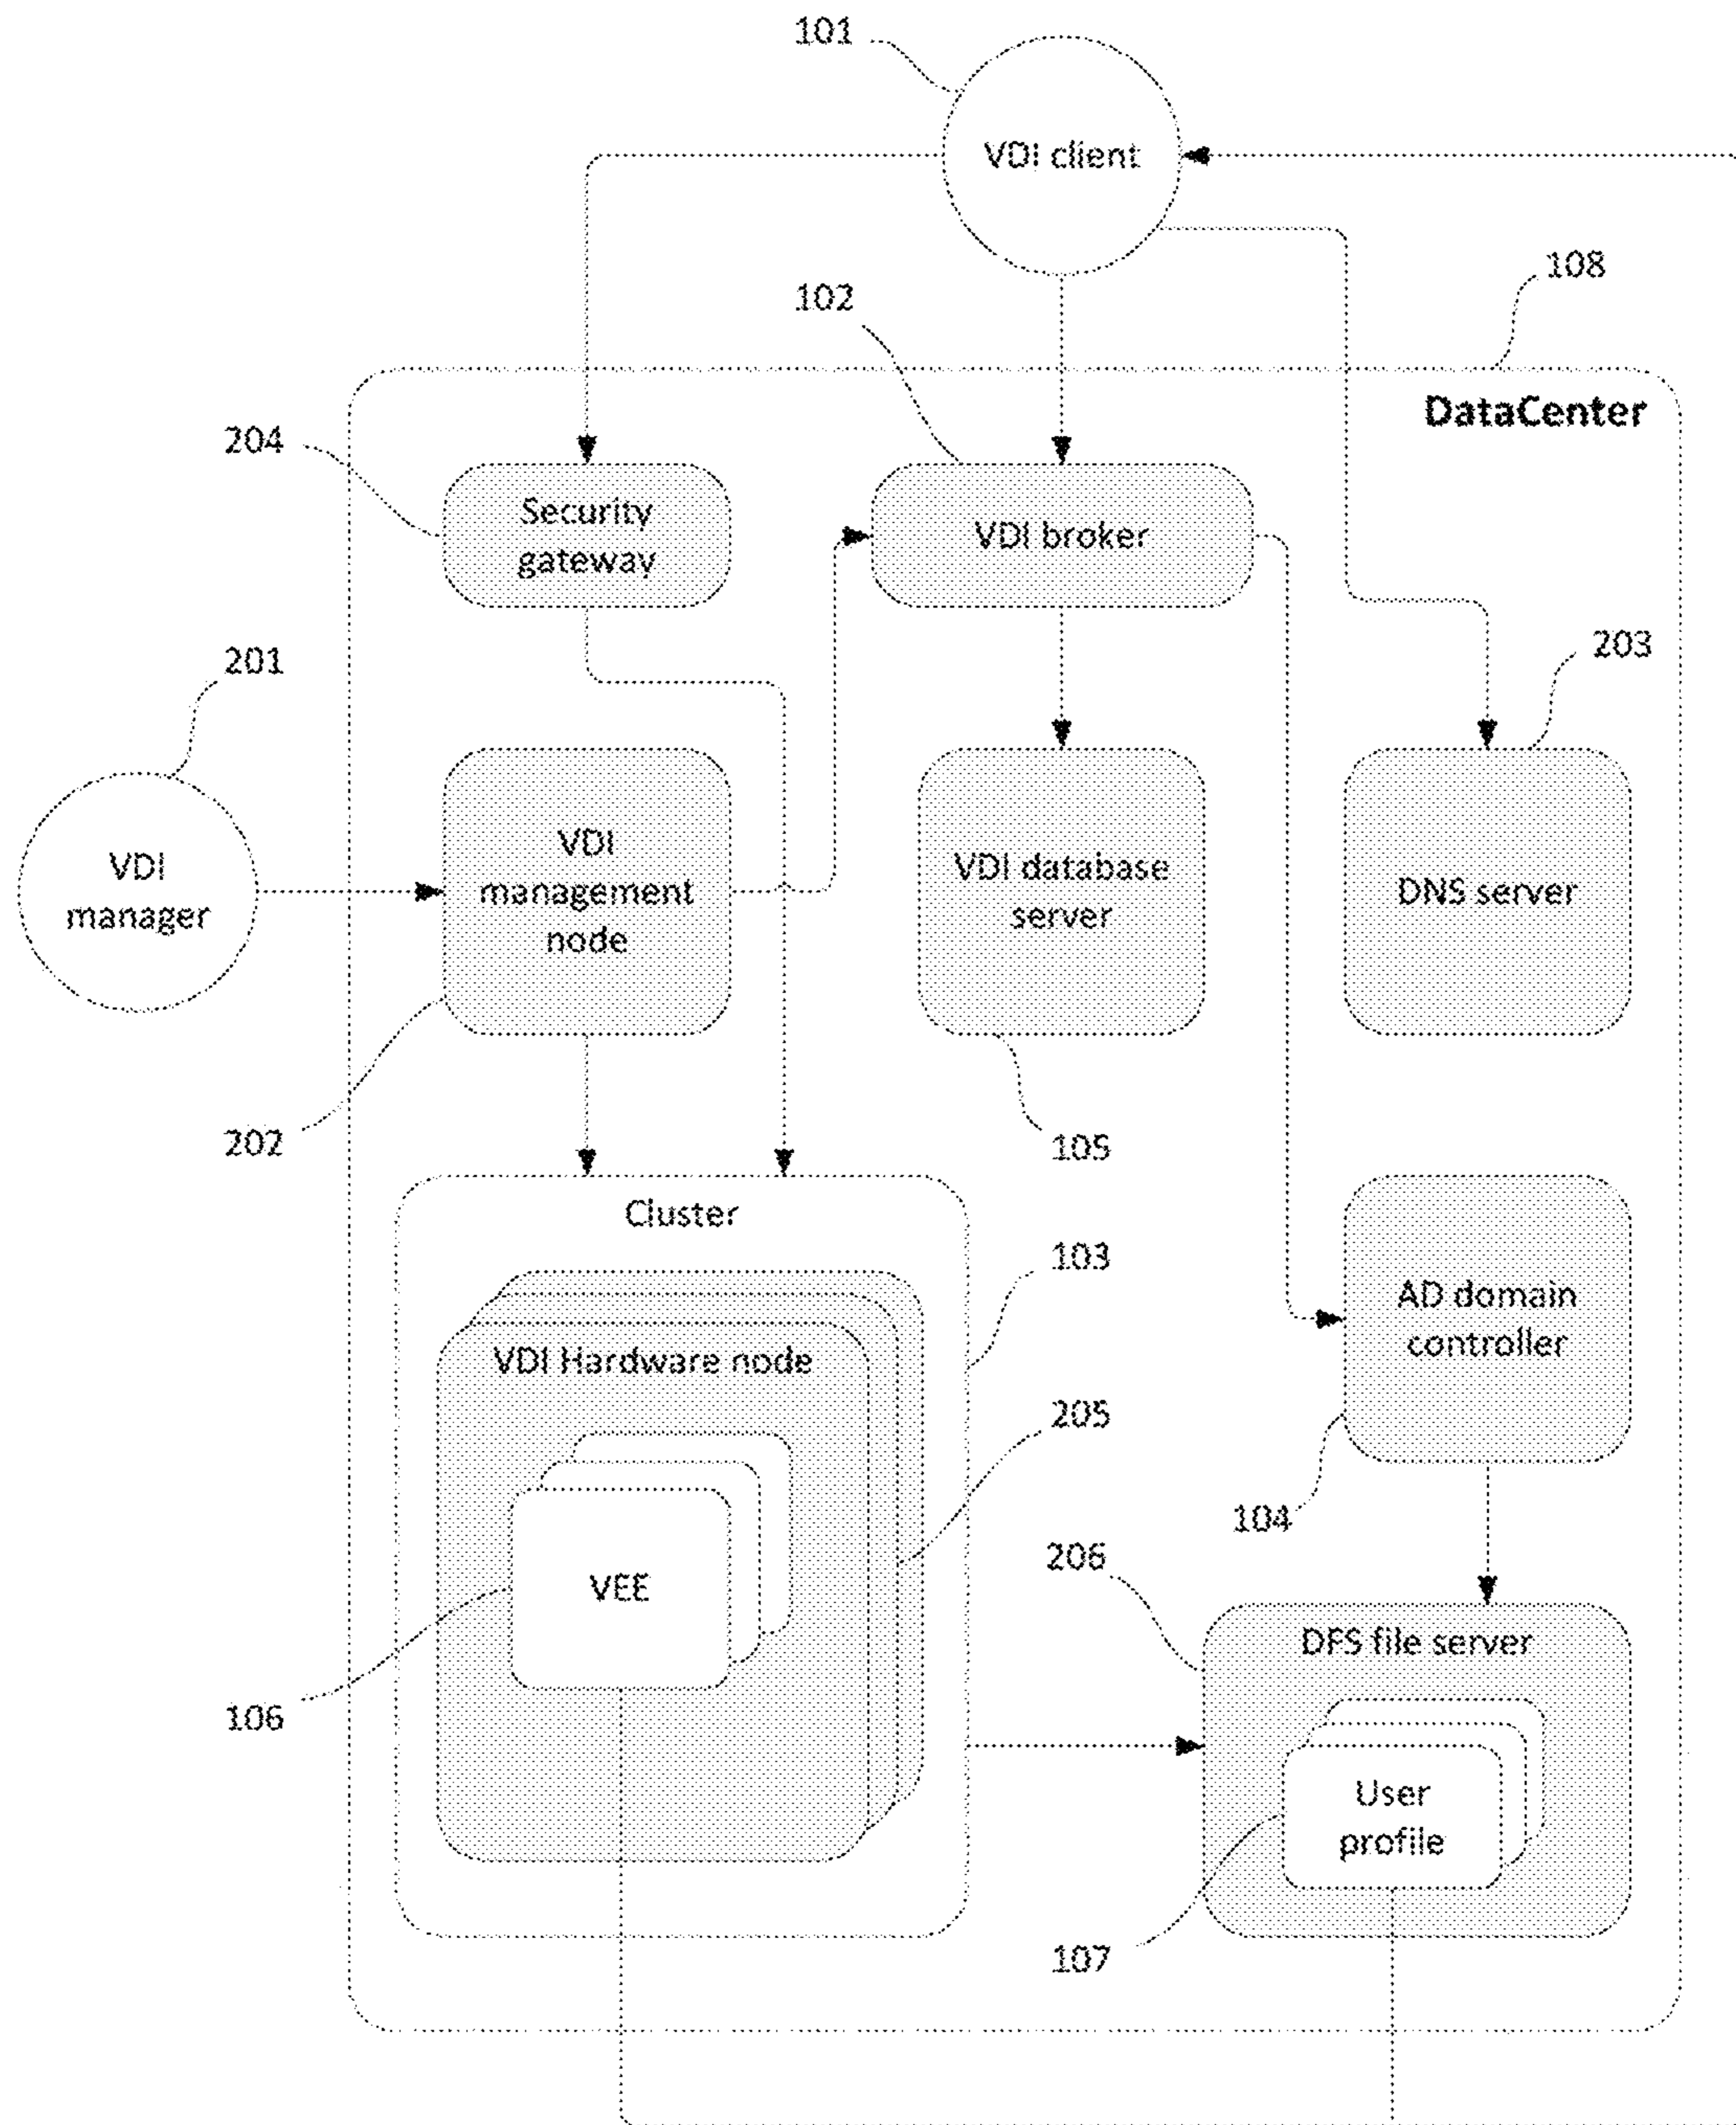 101
VDI client
108
102
DataCenter
204
Security
gateway
VDI broker
203
201
VDI
manager
VDI
management
node
VDI database
server
DNS server
202
105
Cluster
103
VDI Hardware node
AD domain
controller
205
104
206
VEE
DFS file server
106
User
profile
107